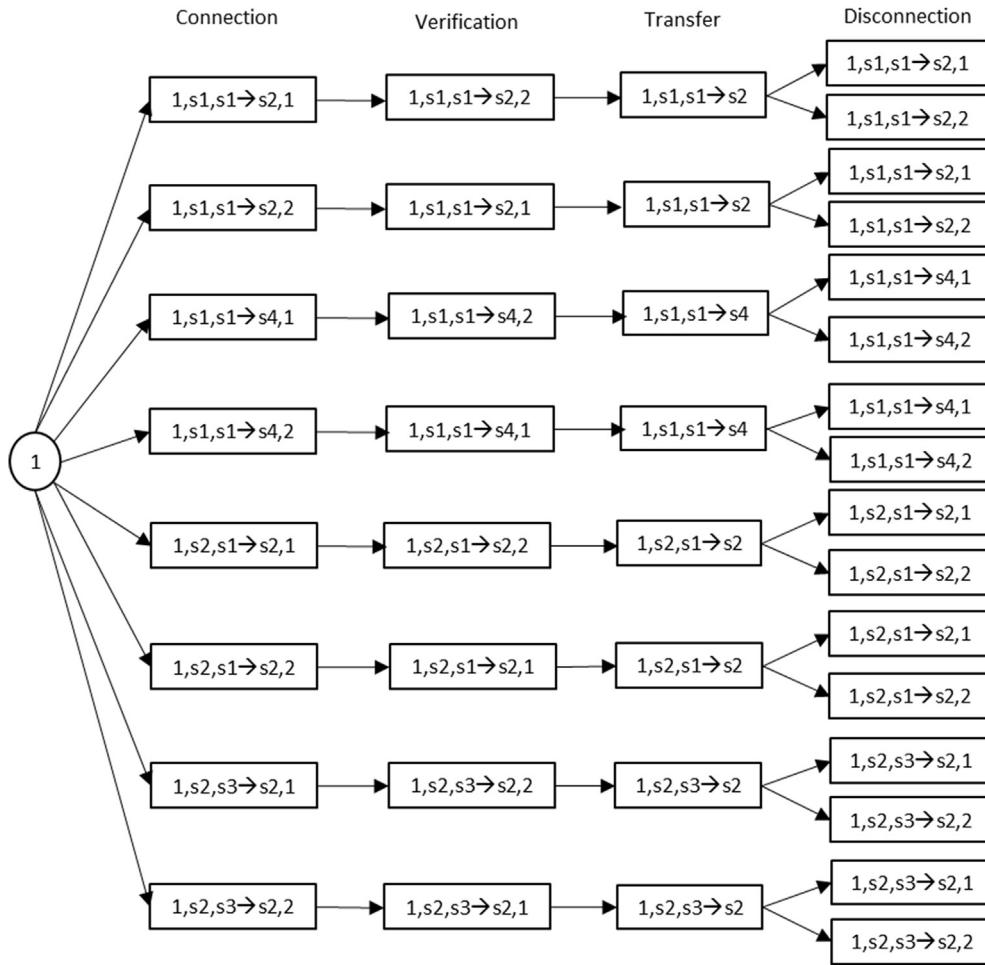 Connection Verification Transfer Disconnection
1,s1,s1→s2,1
1,s1,s1→s2,1 1,s1,s1→s2,2 1,s1,s1→s2
1,s1,s1→s2,2
1,s1,s1→s2,1
1,s1,s1→s2,2 1,s1,s1→s2,1 1,s1,s1→s2
1,s1,s1→s2,2
1,s1,s1→s4,1
1,s1,s1→s4,1 1,s1,s1→s4,2 1,s1,s1→s4
1,s1,s1→s4,2
1,s1,s1→s4,1
1,s1,s1→s4,2 1,s1,s1→s4,1 1,s1,s1→s4
1,s1,s1→s4,2
1
1,s2,s1→s2,1
1,s2,s1→s2,1 1,s2,s1→s2,2 1,s2,s1→s2
1,s2,s1→s2,2
1,s2,s1→s2,1
1,s2,s1→s2,2 1,s2,s1→s2,1 1,s2,s1→s2
1,s2,s1→s2,2
1,s2,s3→s2,1
1,s2,s3→s2,1 1,s2,s3→s2,2 1,s2,s3→s2
1,s2,s3→s2,2
1,s2,s3→s2,1
1,s2,s3→s2,2 1,s2,s3→s2,1 1,s2,s3→s2
1,s2,s3→s2,2